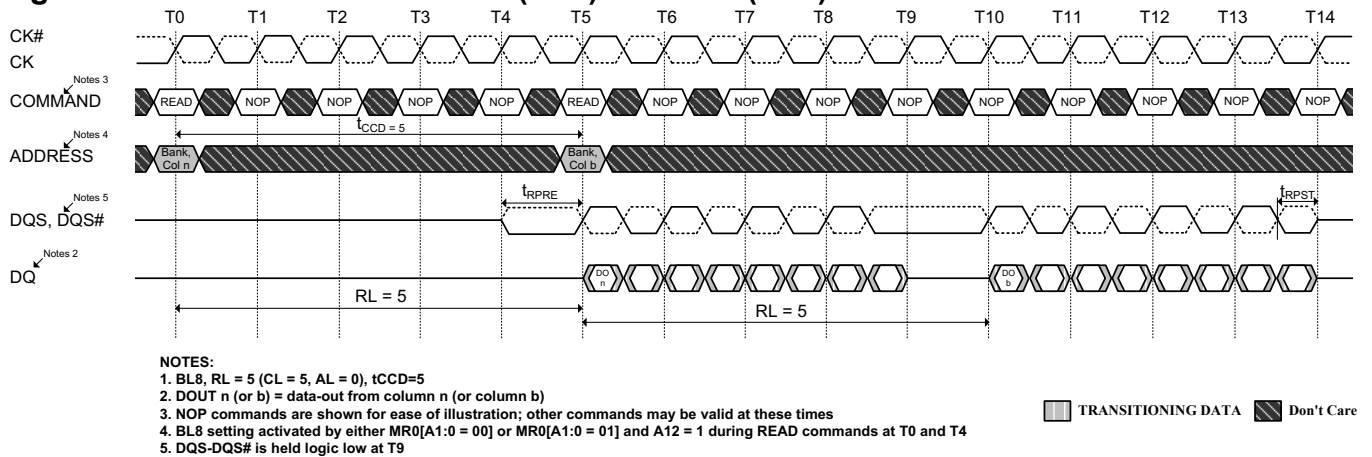 T0 T1 T2 T3 T4 T5 T6 T7 T8 T9 T10 T11 T12 T13 T14
CK#
CK
Notes 3
COMMAND READ NOP NOP NOP NOP READ NOP NOP NOP NOP NOP NOP NOP NOP NOP
tCCD = 5
Notes 4
ADDRESS Bank, Col n Bank, Col b
tRPRE tRPST
Notes 5
DQS, DQS#
Notes 2
DQ DO n DO b
RL = 5 RL = 5
NOTES:
1. BL8, RL = 5 (CL = 5, AL = 0), tCCD=5
2. DOUT n (or b) = data-out from column n (or column b)
3. NOP commands are shown for ease of illustration; other commands may be valid at these times
4. BL8 setting activated by either MR0[A1:0 = 00] or MR0[A1:0 = 01] and A12 = 1 during READ commands at T0 and T4
5. DQS-DQS# is held logic low at T9
TRANSITIONING DATA Don't Care